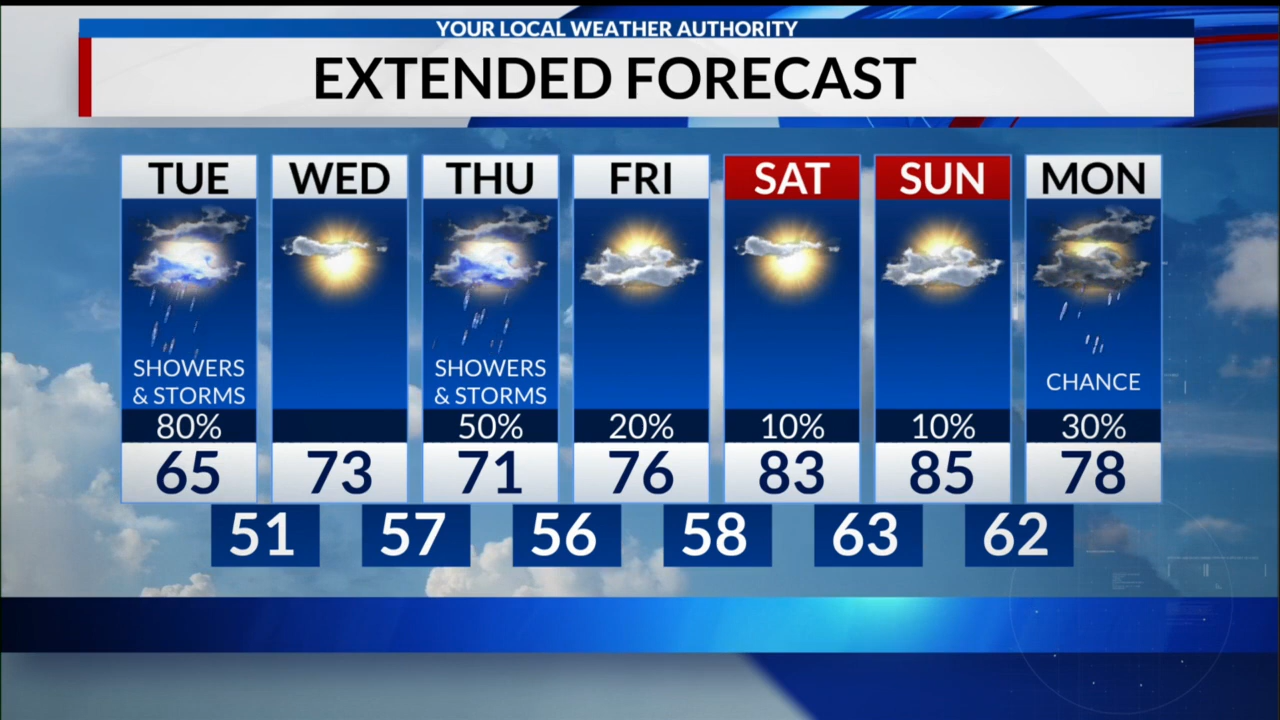 YOUR LOCAL WEATHER AUTHORITY
EXTENDED FORECAST
TUE WED THU FRI SAT SUN MON
SHOWERS
& STORMS
SHOWERS
& STORMS
CHANCE
80% 50% 20% 10% 10% 30%
65 73 71 76 83 85 78
51 57 56 58 63 62